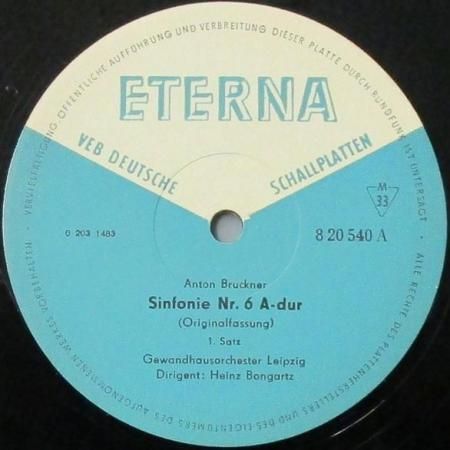 VERVIELFÄLTIGUNG, ÖFFENTLICHE AUFFÜHRUNG UND VERBREITUNG DIESER PLATTE DURCH RUNDFUNK IST UNTERSAGT · ALLE RECHTE DES PLATTENHERSTELLERS UND DES EIGENTÜMERS DES AUFGENOMMENEN WERKES VORBEHALTEN ·
ETERNA
VEB DEUTSCHE SCHALLPLATTEN
M
33
0 203 1483
8 20 540 A
Anton Bruckner
Sinfonie Nr. 6 A-dur
(Originalfassung)
1. Satz
Gewandhausorchester Leipzig
Dirigent: Heinz Bongartz